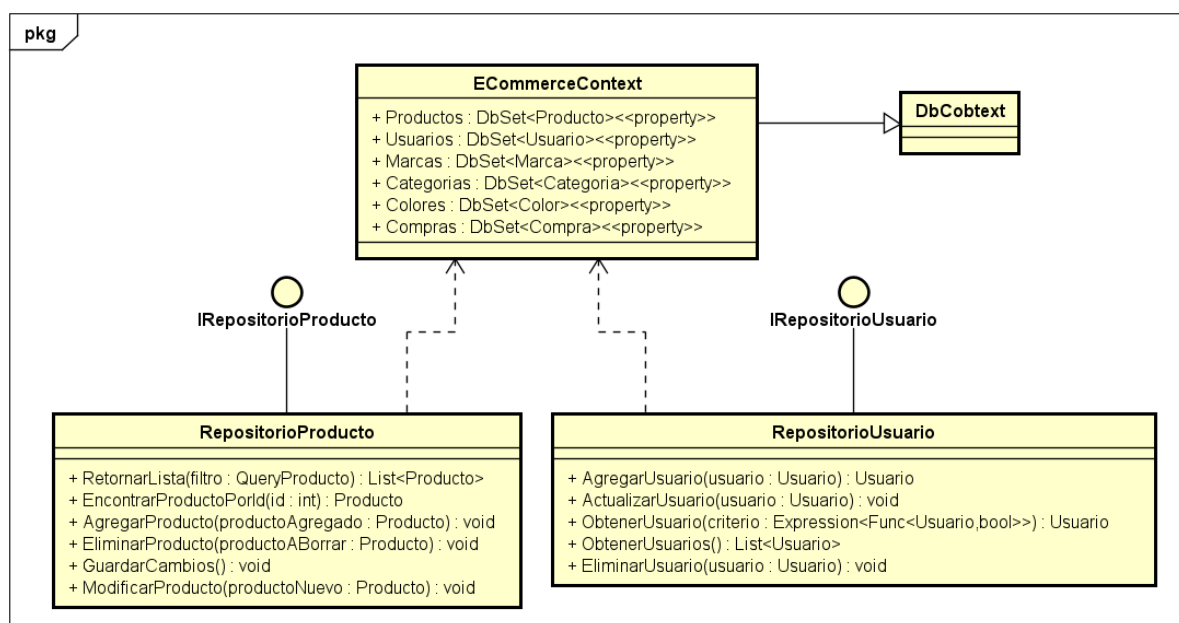 pkg
ECommerceContext
+ Productos : DbSet<Producto><<property>>
+ Usuarios : DbSet<Usuario><<property>>
+ Marcas : DbSet<Marca><<property>>
+ Categorias : DbSet<Categoria><<property>>
+ Colores : DbSet<Color><<property>>
+ Compras : DbSet<Compra><<property>>
DbCobtext
IRepositorioProducto
IRepositorioUsuario
RepositorioProducto
+ RetornarLista(filtro : QueryProducto) : List<Producto>
+ EncontrarProductoPorId(id : int) : Producto
+ AgregarProducto(productoAgregado : Producto) : void
+ EliminarProducto(productoABorrar : Producto) : void
+ GuardarCambios() : void
+ ModificarProducto(productoNuevo : Producto) : void
RepositorioUsuario
+ AgregarUsuario(usuario : Usuario) : Usuario
+ ActualizarUsuario(usuario : Usuario) : void
+ ObtenerUsuario(criterio : Expression<Func<Usuario,bool>>) : Usuario
+ ObtenerUsuarios() : List<Usuario>
+ EliminarUsuario(usuario : Usuario) : void